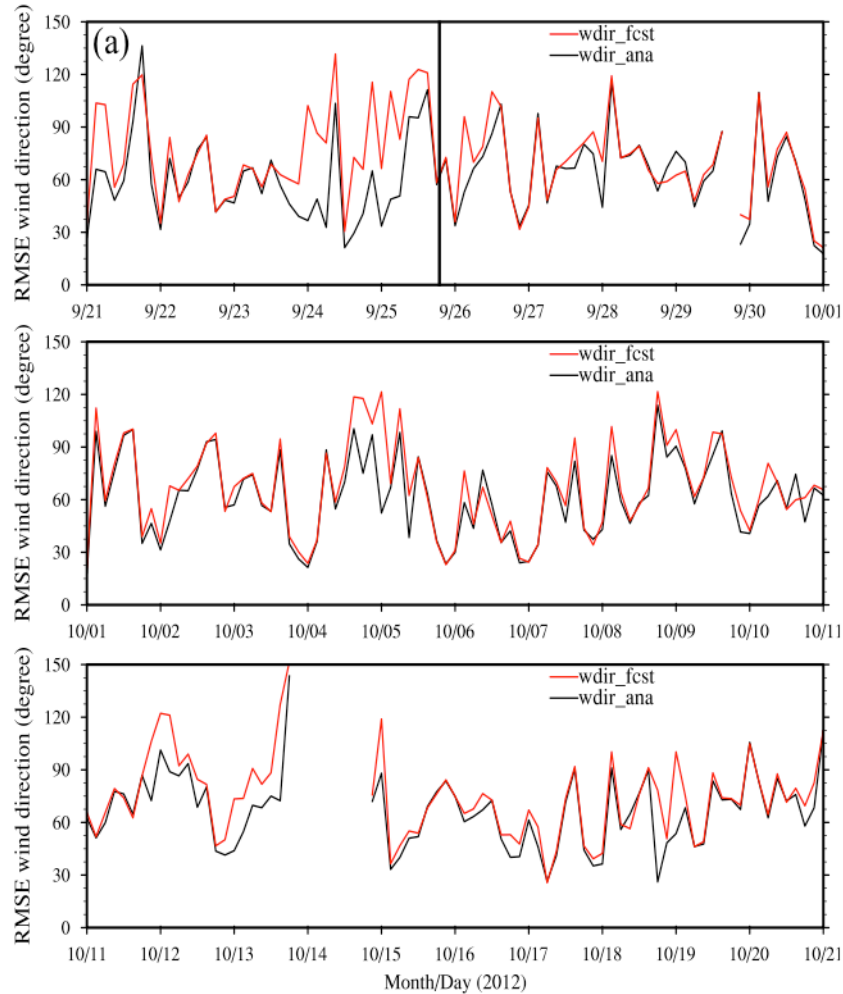 (a)
RMSE wind direction (degree)
150
120
90
60
30
0
wdir_fcst
wdir_ana
9/21 9/22 9/23 9/24 9/25 9/26 9/27 9/28 9/29 9/30 10/01
RMSE wind direction (degree)
150
120
90
60
30
0
wdir_fcst
wdir_ana
10/01 10/02 10/03 10/04 10/05 10/06 10/07 10/08 10/09 10/10 10/11
RMSE wind direction (degree)
150
120
90
60
30
0
wdir_fcst
wdir_ana
10/11 10/12 10/13 10/14 10/15 10/16 10/17 10/18 10/19 10/20 10/21
Month/Day (2012)